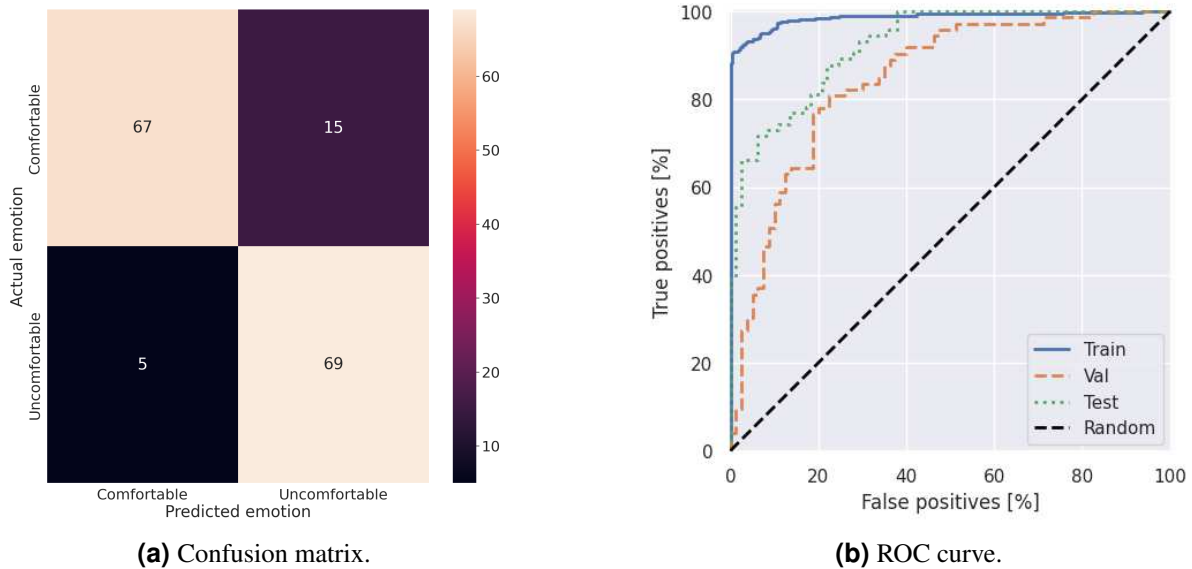 Actual emotion
Comfortable
Uncomfortable
67
15
5
69
Comfortable
Uncomfortable
Predicted emotion
60
50
40
30
20
10
(a) Confusion matrix.
True positives [%]
100
80
60
40
20
0
Train
Val
Test
Random
0 20 40 60 80 100
False positives [%]
(b) ROC curve.